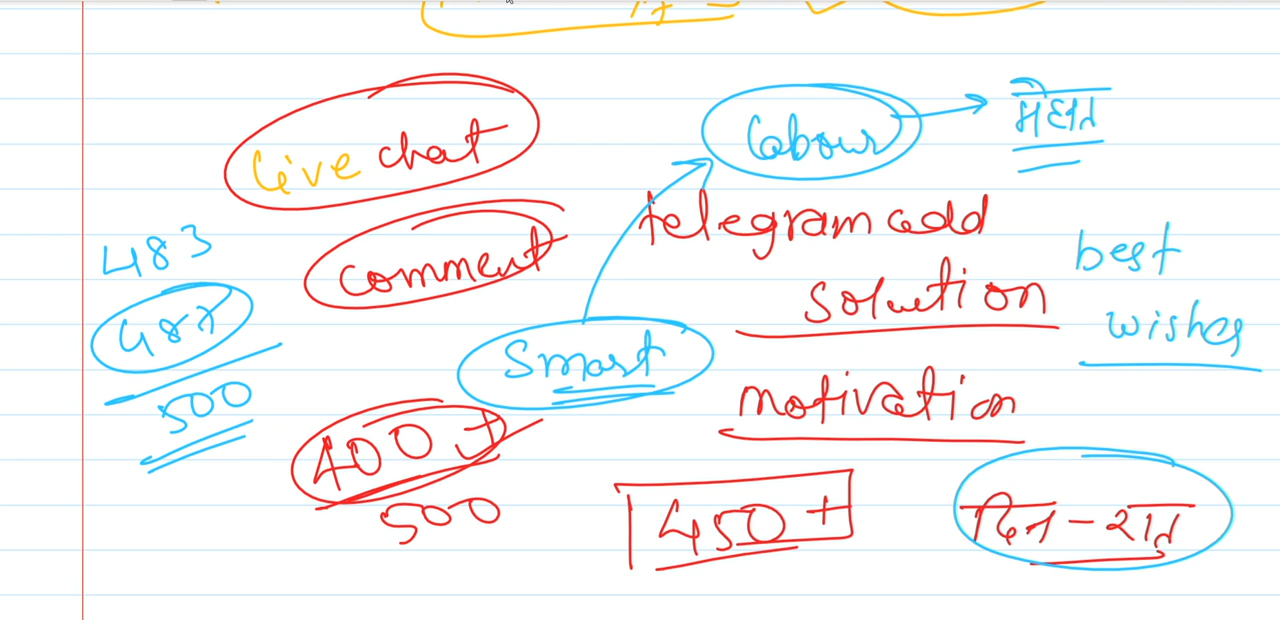 Live chat
Labour
मेहनत
telegram add
483
comment
best
solution
487
wishes
Smart
500
motivation
400+
500
450+
दिन-रात